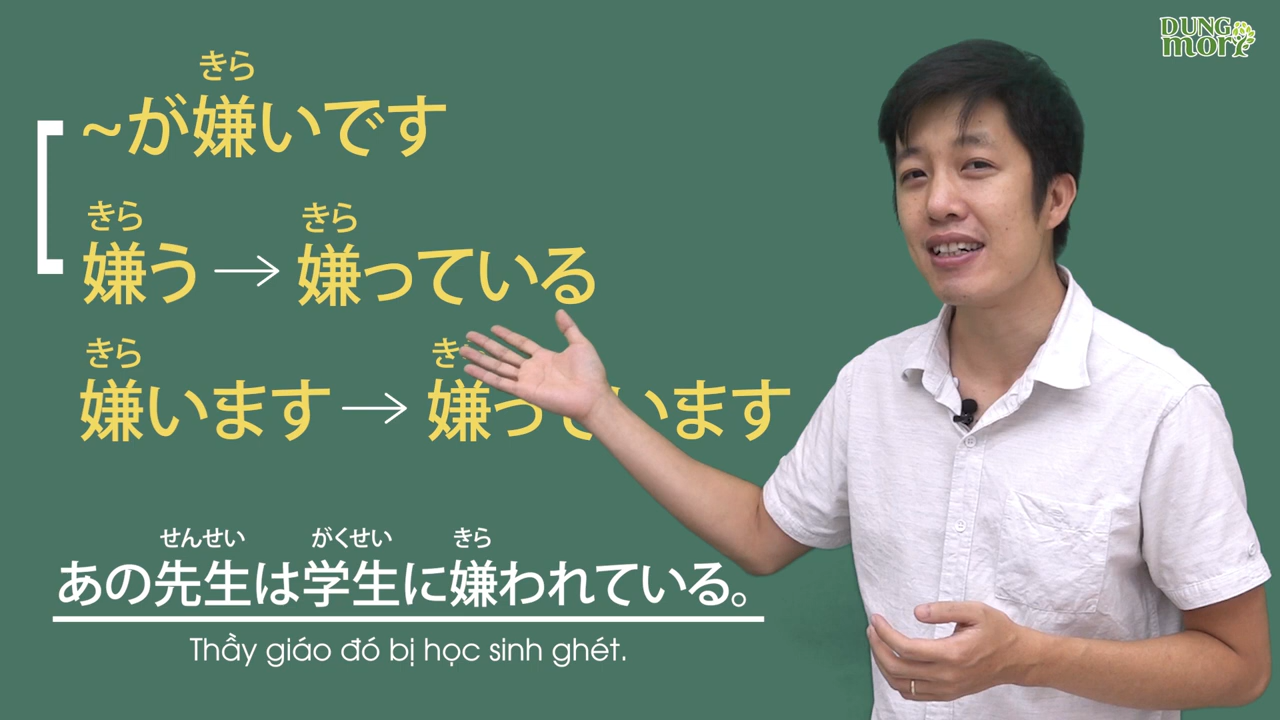 DUNG
mori
きら
~が嫌いです
きら きら
嫌う→嫌っている
きら
嫌います→嫌っています
せんせい がくせい きら
あの先生は学生に嫌われている。
Thầy giáo đó bị học sinh ghét.